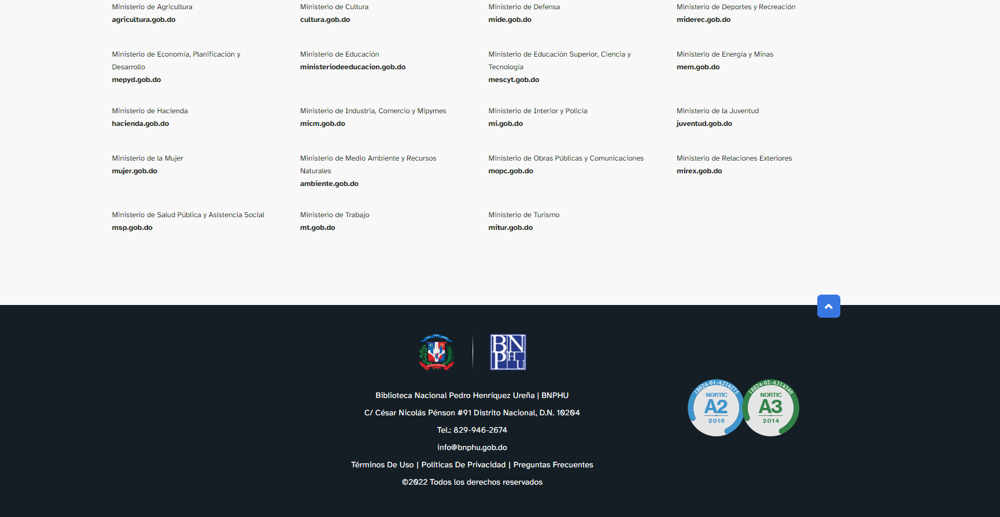 Ministerio de Agricultura
agricultura.gob.do
Ministerio de Cultura
cultura.gob.do
Ministerio de Defensa
mide.gob.do
Ministerio de Deportes y Recreación
miderec.gob.do
Ministerio de Economía, Planificación y
Desarrollo
mepyd.gob.do
Ministerio de Educación
ministeriodeeducacion.gob.do
Ministerio de Educación Superior, Ciencia y
Tecnología
mescyt.gob.do
Ministerio de Energía y Minas
mem.gob.do
Ministerio de Hacienda
hacienda.gob.do
Ministerio de Industria, Comercio y Mipymes
micm.gob.do
Ministerio de Interior y Policía
mi.gob.do
Ministerio de la Juventud
juventud.gob.do
Ministerio de la Mujer
mujer.gob.do
Ministerio de Medio Ambiente y Recursos
Naturales
ambiente.gob.do
Ministerio de Obras Públicas y Comunicaciones
mopc.gob.do
Ministerio de Relaciones Exteriores
mirex.gob.do
Ministerio de Salud Pública y Asistencia Social
msp.gob.do
Ministerio de Trabajo
mt.gob.do
Ministerio de Turismo
mitur.gob.do
BNPHU
Biblioteca Nacional Pedro Henríquez Ureña | BNPHU
C/ César Nicolás Pénson #91 Distrito Nacional, D.N. 10204
Tel.: 829-946-2674
info@bnphu.gob.do
Términos De Uso | Políticas De Privacidad | Preguntas Frecuentes
©2022 Todos los derechos reservados
18024-01-A216275
NORTIC
A2
2016
18024-02-A314340
NORTIC
A3
2014